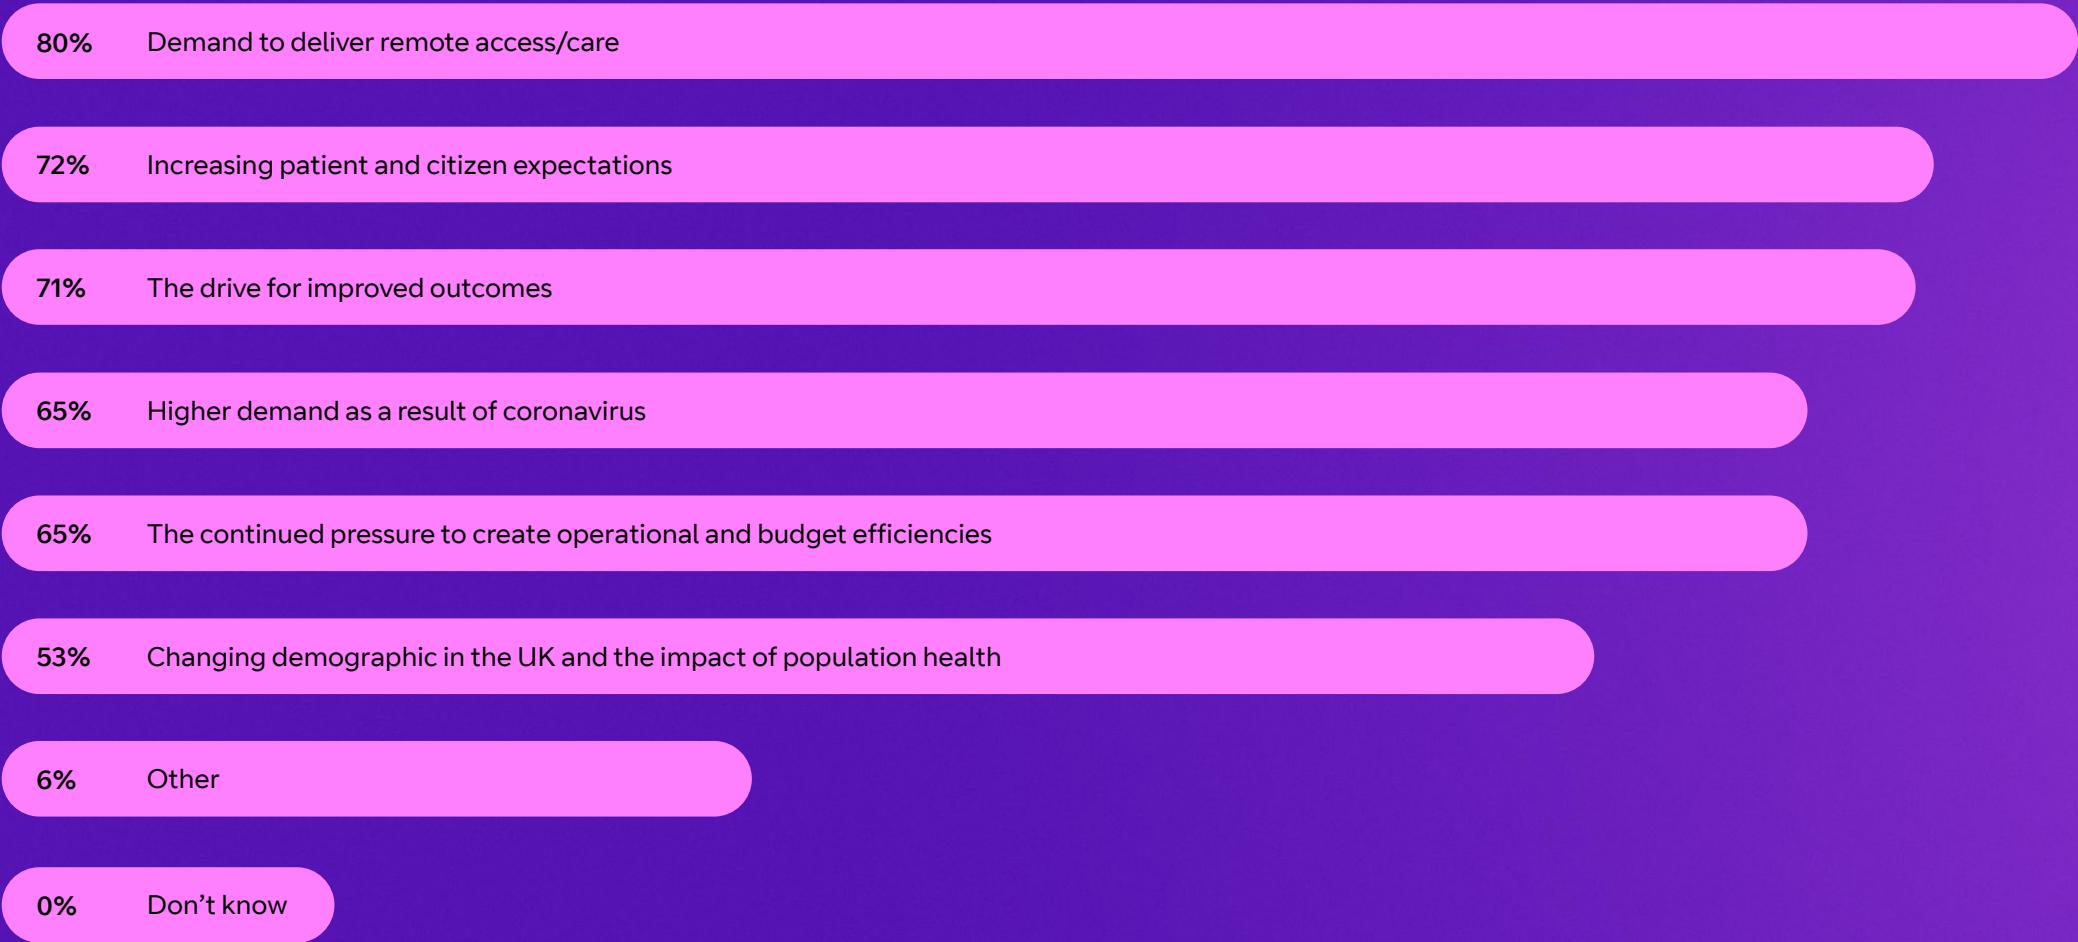 80% Demand to deliver remote access/care
72% Increasing patient and citizen expectations
71% The drive for improved outcomes
65% Higher demand as a result of coronavirus
65% The continued pressure to create operational and budget efficiencies
53% Changing demographic in the UK and the impact of population health
6% Other
0% Don’t know